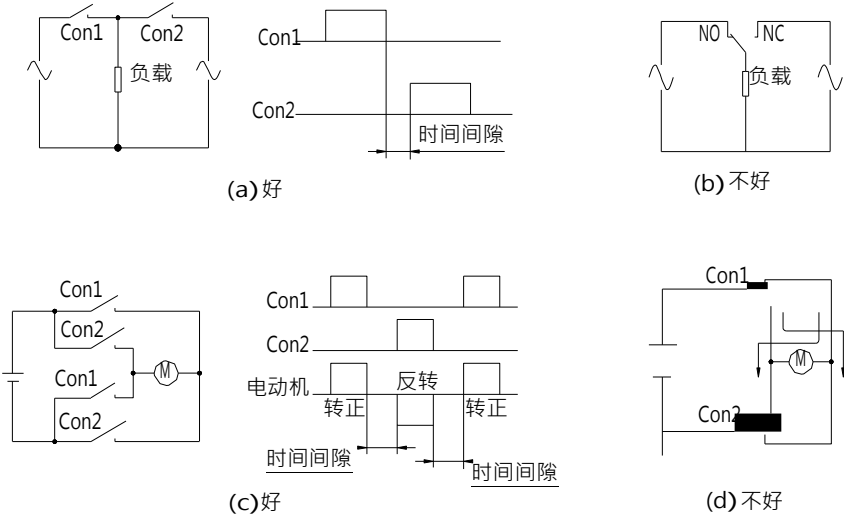 Con1
Con2
负载
Con1
Con2
时间间隙
(a)好
NO
NC
负载
(b)不好
Con1
Con2
Con1
Con2
M
Con1
Con2
电动机
转正
反转
转正
时间间隙
时间间隙
(c)好
Con1
M
Con2
(d)不好